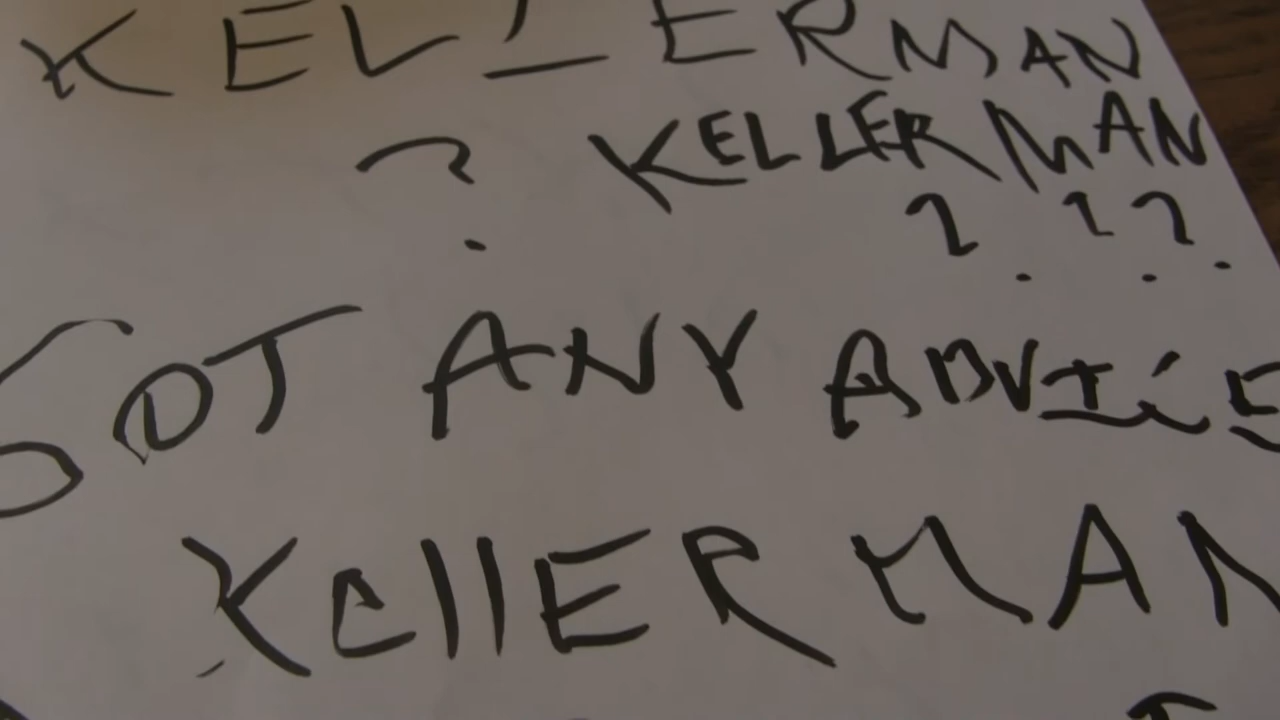 KELLERMAN
? KELLERMAN
? ? ?
GOT ANY ADVICE
KellERMAN